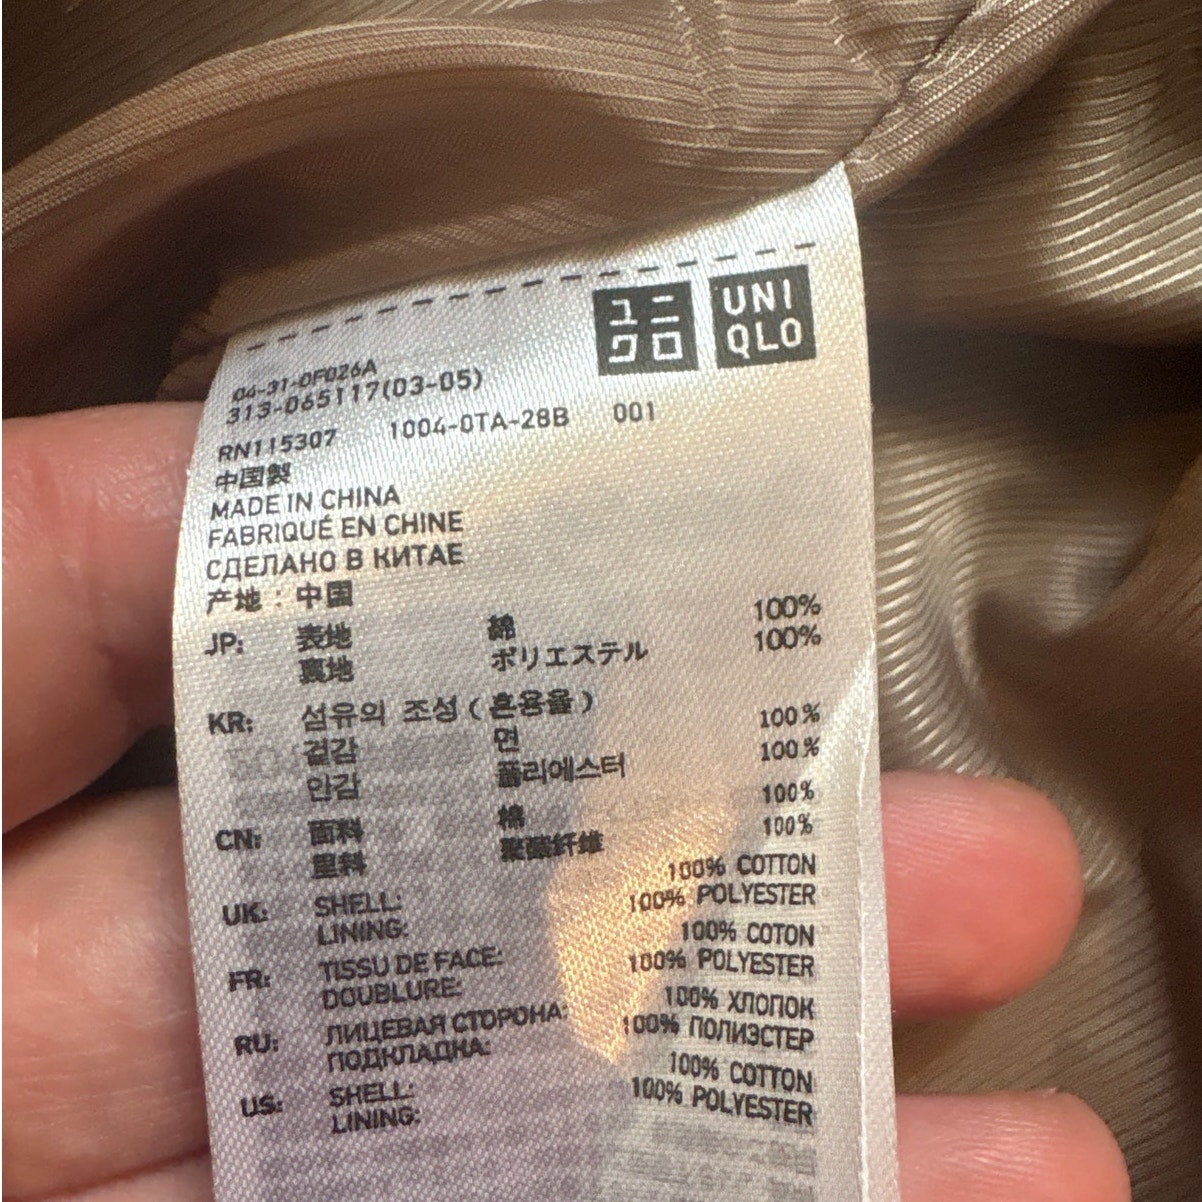 ユニ
クロ
UNI
QLO
04-31-0F026A
313-065117(03-05)
RN115307 1004-0TA-28B 001
中国製
MADE IN CHINA
FABRIQUÉ EN CHINE
СДЕЛАНО В КИТАЕ
产地：中国
JP: 表地 綿 100%
裏地 ポリエステル 100%
KR: 섬유의 조성 ( 혼용율 )
겉감 면 100%
안감 폴리에스터 100%
CN: 面料 棉 100%
里料 聚酯纤维 100%
UK: SHELL: 100% COTTON
LINING: 100% POLYESTER
FR: TISSU DE FACE: 100% COTON
DOUBLURE: 100% POLYESTER
RU: ЛИЦЕВАЯ СТОРОНА: 100% ХЛОПОК
ПОДКЛАДКА: 100% ПОЛИЭСТЕР
US: SHELL: 100% COTTON
LINING: 100% POLYESTER